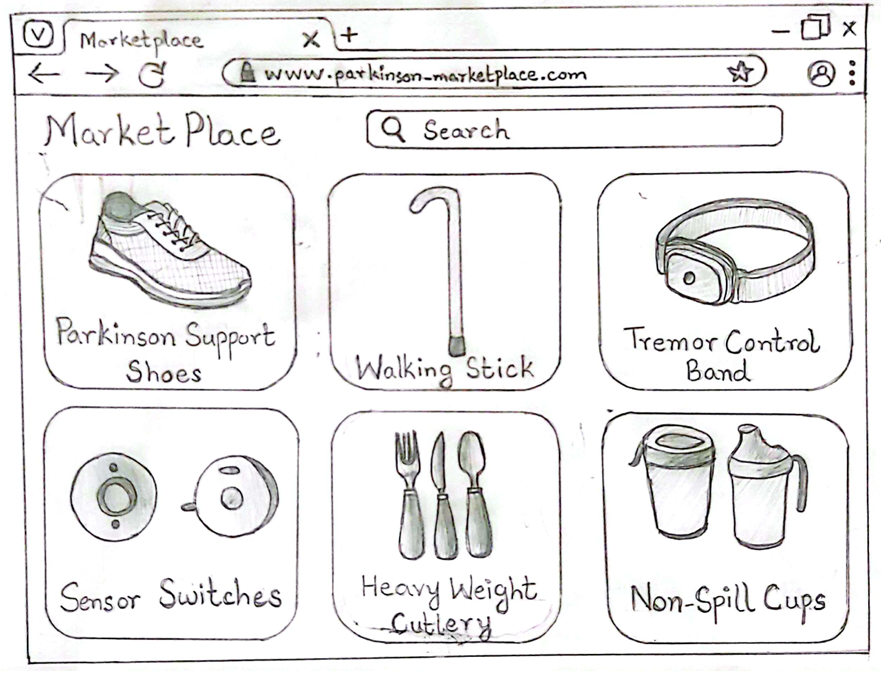 Marketplace
www.parkinson-marketplace.com
Market Place
Search
Parkinson Support
Shoes
Walking Stick
Tremor Control
Band
Sensor Switches
Heavy Weight
Cutlery
Non-Spill Cups